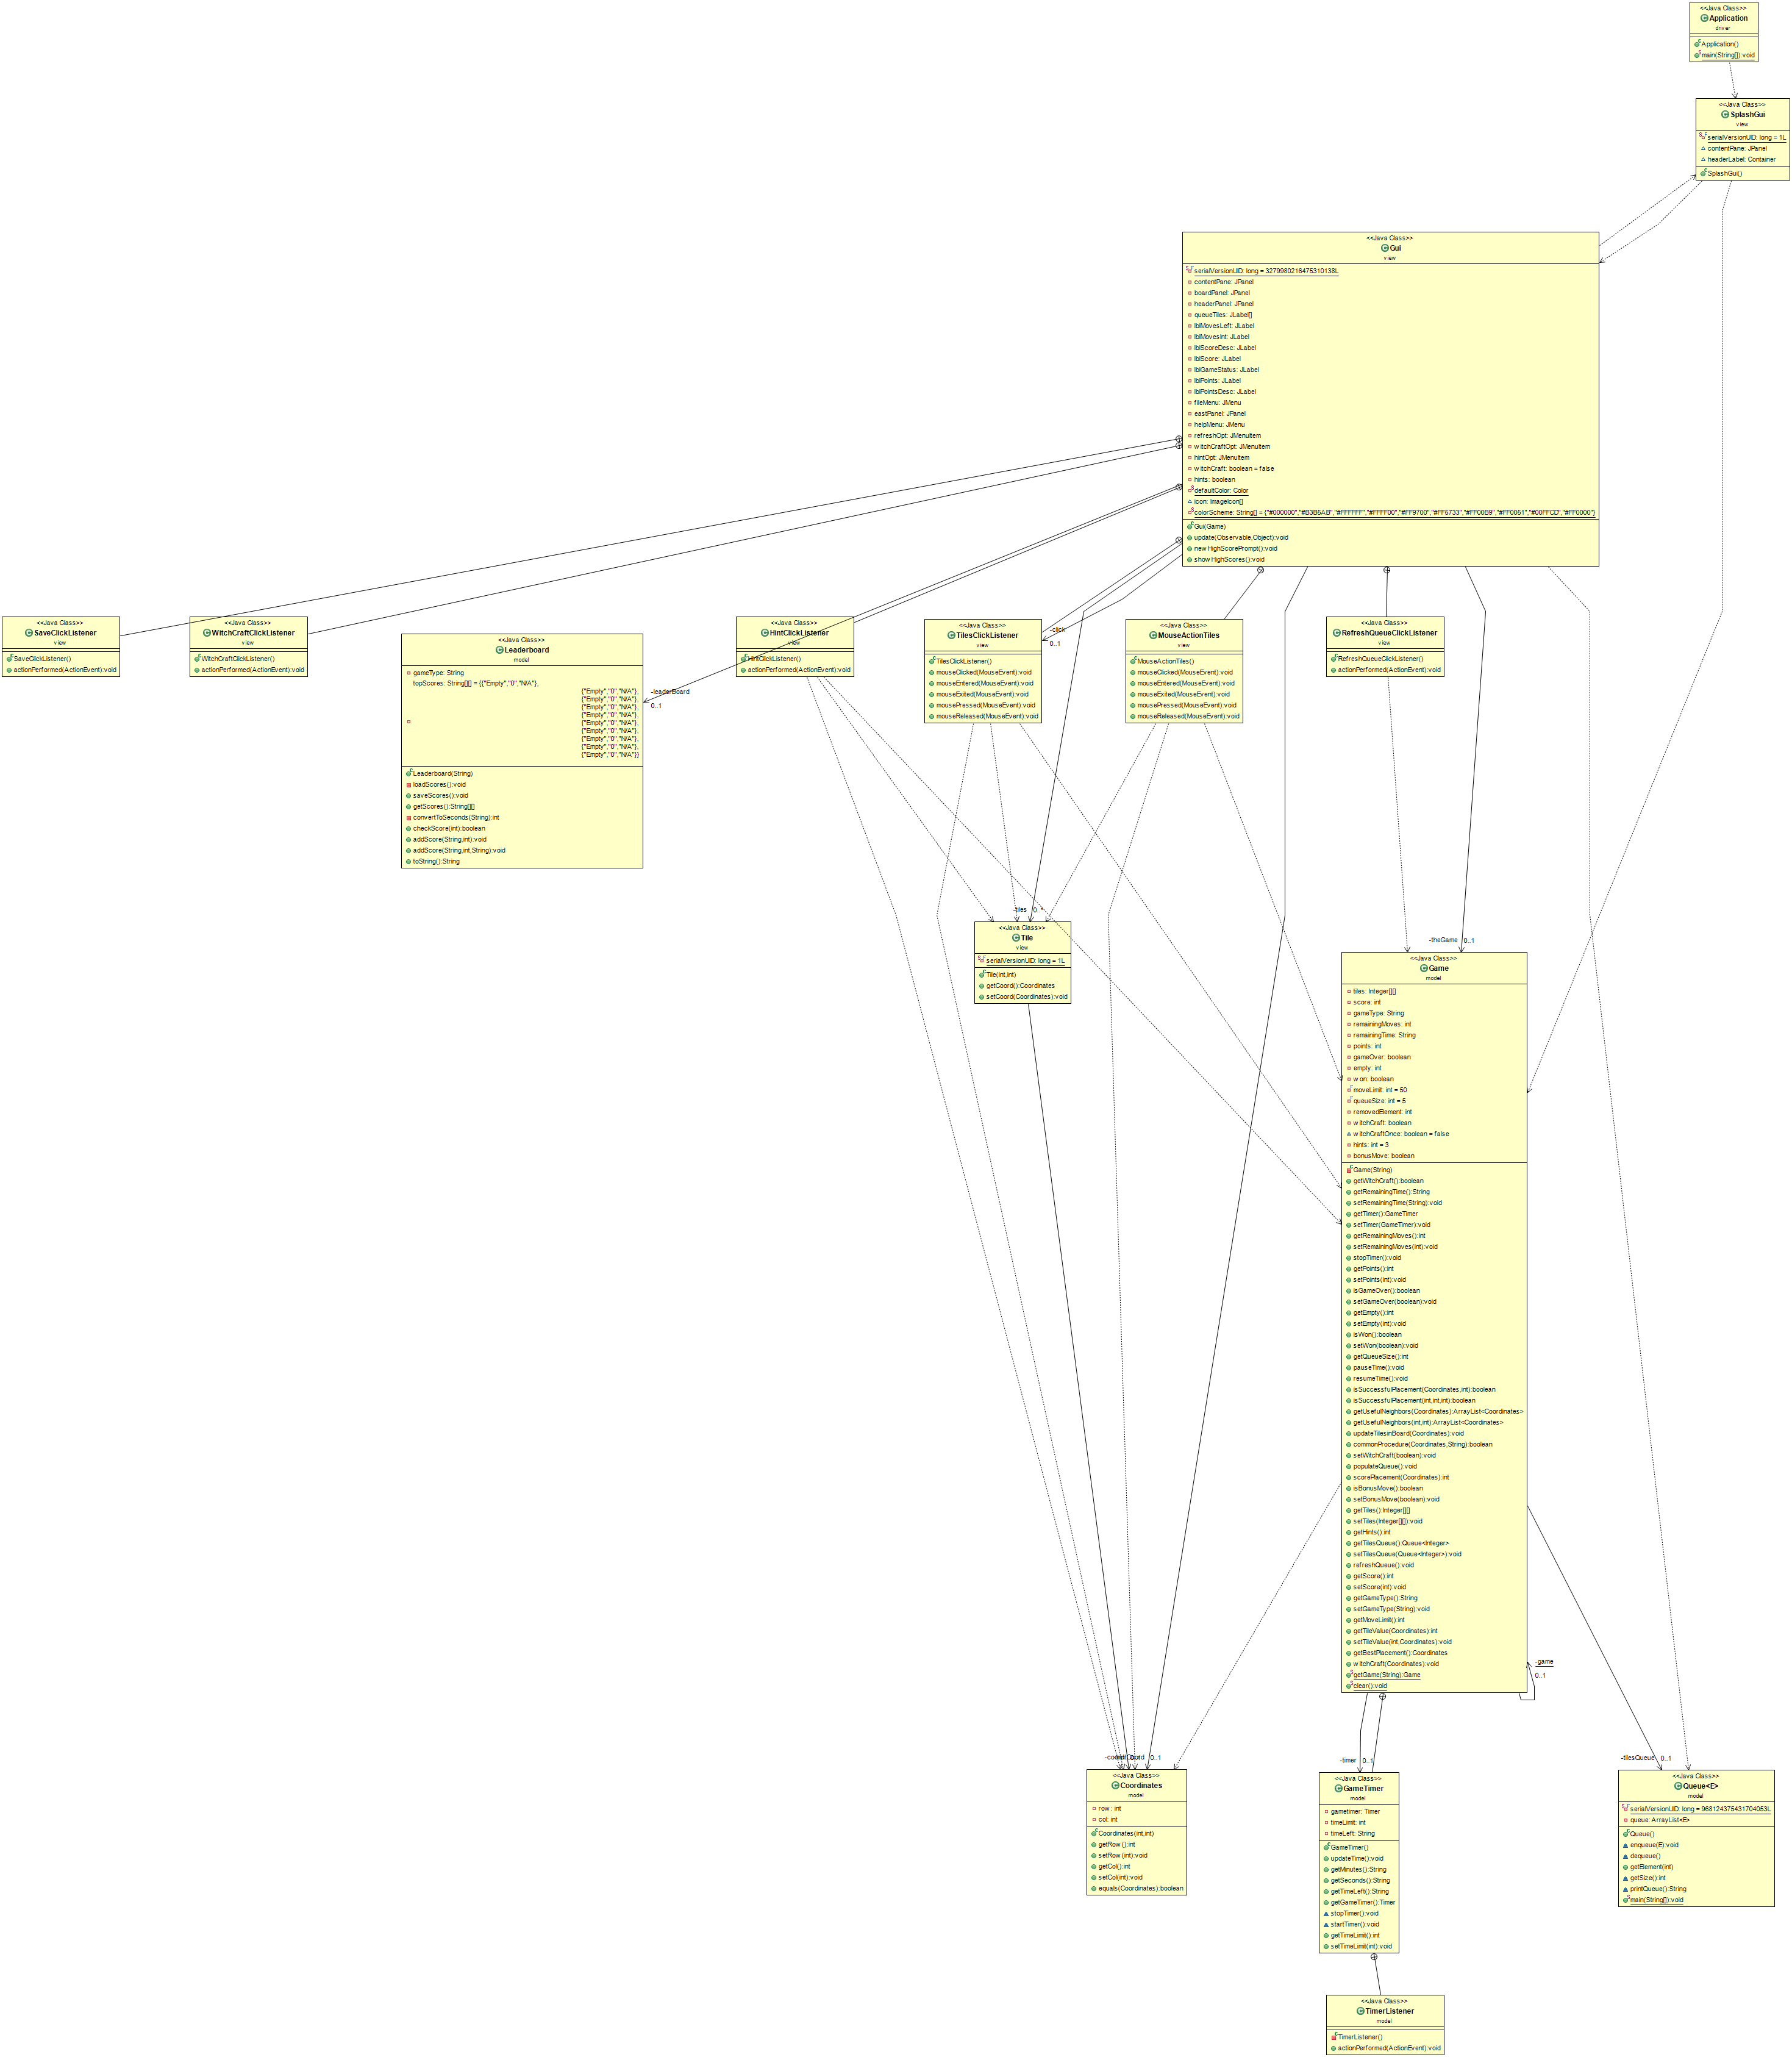 <<Java Class>>
Application
driver
Application()
main(String[]):void
<<Java Class>>
SplashGui
view
serialVersionUID: long = 1L
contentPane: JPanel
headerLabel: Container
SplashGui()
<<Java Class>>
Gui
view
serialVersionUID: long = 3279980216475310138L
contentPane: JPanel
boardPanel: JPanel
headerPanel: JPanel
queueTiles: JLabel[]
lblMovesLeft: JLabel
lblMovesInt: JLabel
lblScoreDesc: JLabel
lblScore: JLabel
lblGameStatus: JLabel
lblPoints: JLabel
lblPointsDesc: JLabel
fileMenu: JMenu
eastPanel: JPanel
helpMenu: JMenu
refreshOpt: JMenuItem
witchCraftOpt: JMenuItem
hintOpt: JMenuItem
witchCraft: boolean = false
hints: boolean
defaultColor: Color
icon: ImageIcon[]
colorScheme: String[] = {"#000000","#B3B5AB","#FFFFFF","#FFFF00","#FF9700","#FF5733","#FF00B9","#FF0051","#00FFCD","#FF0000"}
Gui(Game)
update(Observable,Object):void
newHighScorePrompt():void
showHighScores():void
<<Java Class>>
SaveClickListener
view
SaveClickListener()
actionPerformed(ActionEvent):void
<<Java Class>>
WitchCraftClickListener
view
WitchCraftClickListener()
actionPerformed(ActionEvent):void
<<Java Class>>
Leaderboard
model
gameType: String
topScores: String[][] = {{"Empty","0","N/A"},
{"Empty","0","N/A"},
{"Empty","0","N/A"},
{"Empty","0","N/A"},
{"Empty","0","N/A"},
{"Empty","0","N/A"},
{"Empty","0","N/A"},
{"Empty","0","N/A"},
{"Empty","0","N/A"},
{"Empty","0","N/A"}}
Leaderboard(String)
loadScores():void
saveScores():void
getScores():String[][]
convertToSeconds(String):int
checkScore(int):boolean
addScore(String,int):void
addScore(String,int,String):void
toString():String
-leaderBoard
0..1
<<Java Class>>
HintClickListener
view
HintClickListener()
actionPerformed(ActionEvent):void
<<Java Class>>
TilesClickListener
view
TilesClickListener()
mouseClicked(MouseEvent):void
mouseEntered(MouseEvent):void
mouseExited(MouseEvent):void
mousePressed(MouseEvent):void
mouseReleased(MouseEvent):void
-click
0..1
<<Java Class>>
MouseActionTiles
view
MouseActionTiles()
mouseClicked(MouseEvent):void
mouseEntered(MouseEvent):void
mouseExited(MouseEvent):void
mousePressed(MouseEvent):void
mouseReleased(MouseEvent):void
<<Java Class>>
RefreshQueueClickListener
view
RefreshQueueClickListener()
actionPerformed(ActionEvent):void
-tiles 0..*
<<Java Class>>
Tile
view
serialVersionUID: long = 1L
Tile(int,int)
getCoord():Coordinates
setCoord(Coordinates):void
-theGame 0..1
<<Java Class>>
Game
model
tiles: Integer[][]
score: int
gameType: String
remainingMoves: int
remainingTime: String
points: int
gameOver: boolean
empty: int
won: boolean
moveLimit: int = 50
queueSize: int = 5
removedElement: int
witchCraft: boolean
witchCraftOnce: boolean = false
hints: int = 3
bonusMove: boolean
Game(String)
getWitchCraft():boolean
getRemainingTime():String
setRemainingTime(String):void
getTimer():GameTimer
setTimer(GameTimer):void
getRemainingMoves():int
setRemainingMoves(int):void
stopTimer():void
getPoints():int
setPoints(int):void
isGameOver():boolean
setGameOver(boolean):void
getEmpty():int
setEmpty(int):void
isWon():boolean
setWon(boolean):void
getQueueSize():int
pauseTime():void
resumeTime():void
isSuccessfulPlacement(Coordinates,int):boolean
isSuccessfulPlacement(int,int,int):boolean
getUsefulNeighbors(Coordinates):ArrayList<Coordinates>
getUsefulNeighbors(int,int):ArrayList<Coordinates>
updateTilesinBoard(Coordinates):void
commonProcedure(Coordinates,String):boolean
setWitchCraft(boolean):void
populateQueue():void
scorePlacement(Coordinates):int
isBonusMove():boolean
setBonusMove(boolean):void
getTiles():Integer[][]
setTiles(Integer[][]):void
getHints():int
getTilesQueue():Queue<Integer>
setTilesQueue(Queue<Integer>):void
refreshQueue():void
getScore():int
setScore(int):void
getGameType():String
setGameType(String):void
getMoveLimit():int
getTileValue(Coordinates):int
setTileValue(int,Coordinates):void
getBestPlacement():Coordinates
witchCraft(Coordinates):void
getGame(String):Game
clear():void
-game
0..1
0..1
<<Java Class>>
Coordinates
model
row: int
col: int
Coordinates(int,int)
getRow():int
setRow(int):void
getCol():int
setCol(int):void
equals(Coordinates):boolean
-timer 0..1
<<Java Class>>
GameTimer
model
gametimer: Timer
timeLimit: int
timeLeft: String
GameTimer()
updateTime():void
getMinutes():String
getSeconds():String
getTimeLeft():String
getGameTimer():Timer
stopTimer():void
startTimer():void
getTimeLimit():int
setTimeLimit(int):void
-tilesQueue 0..1
<<Java Class>>
Queue<E>
model
serialVersionUID: long = 968124375431704053L
queue: ArrayList<E>
Queue()
enqueue(E):void
dequeue()
getElement(int)
getSize():int
printQueue():String
main(String[]):void
<<Java Class>>
TimerListener
model
TimerListener()
actionPerformed(ActionEvent):void